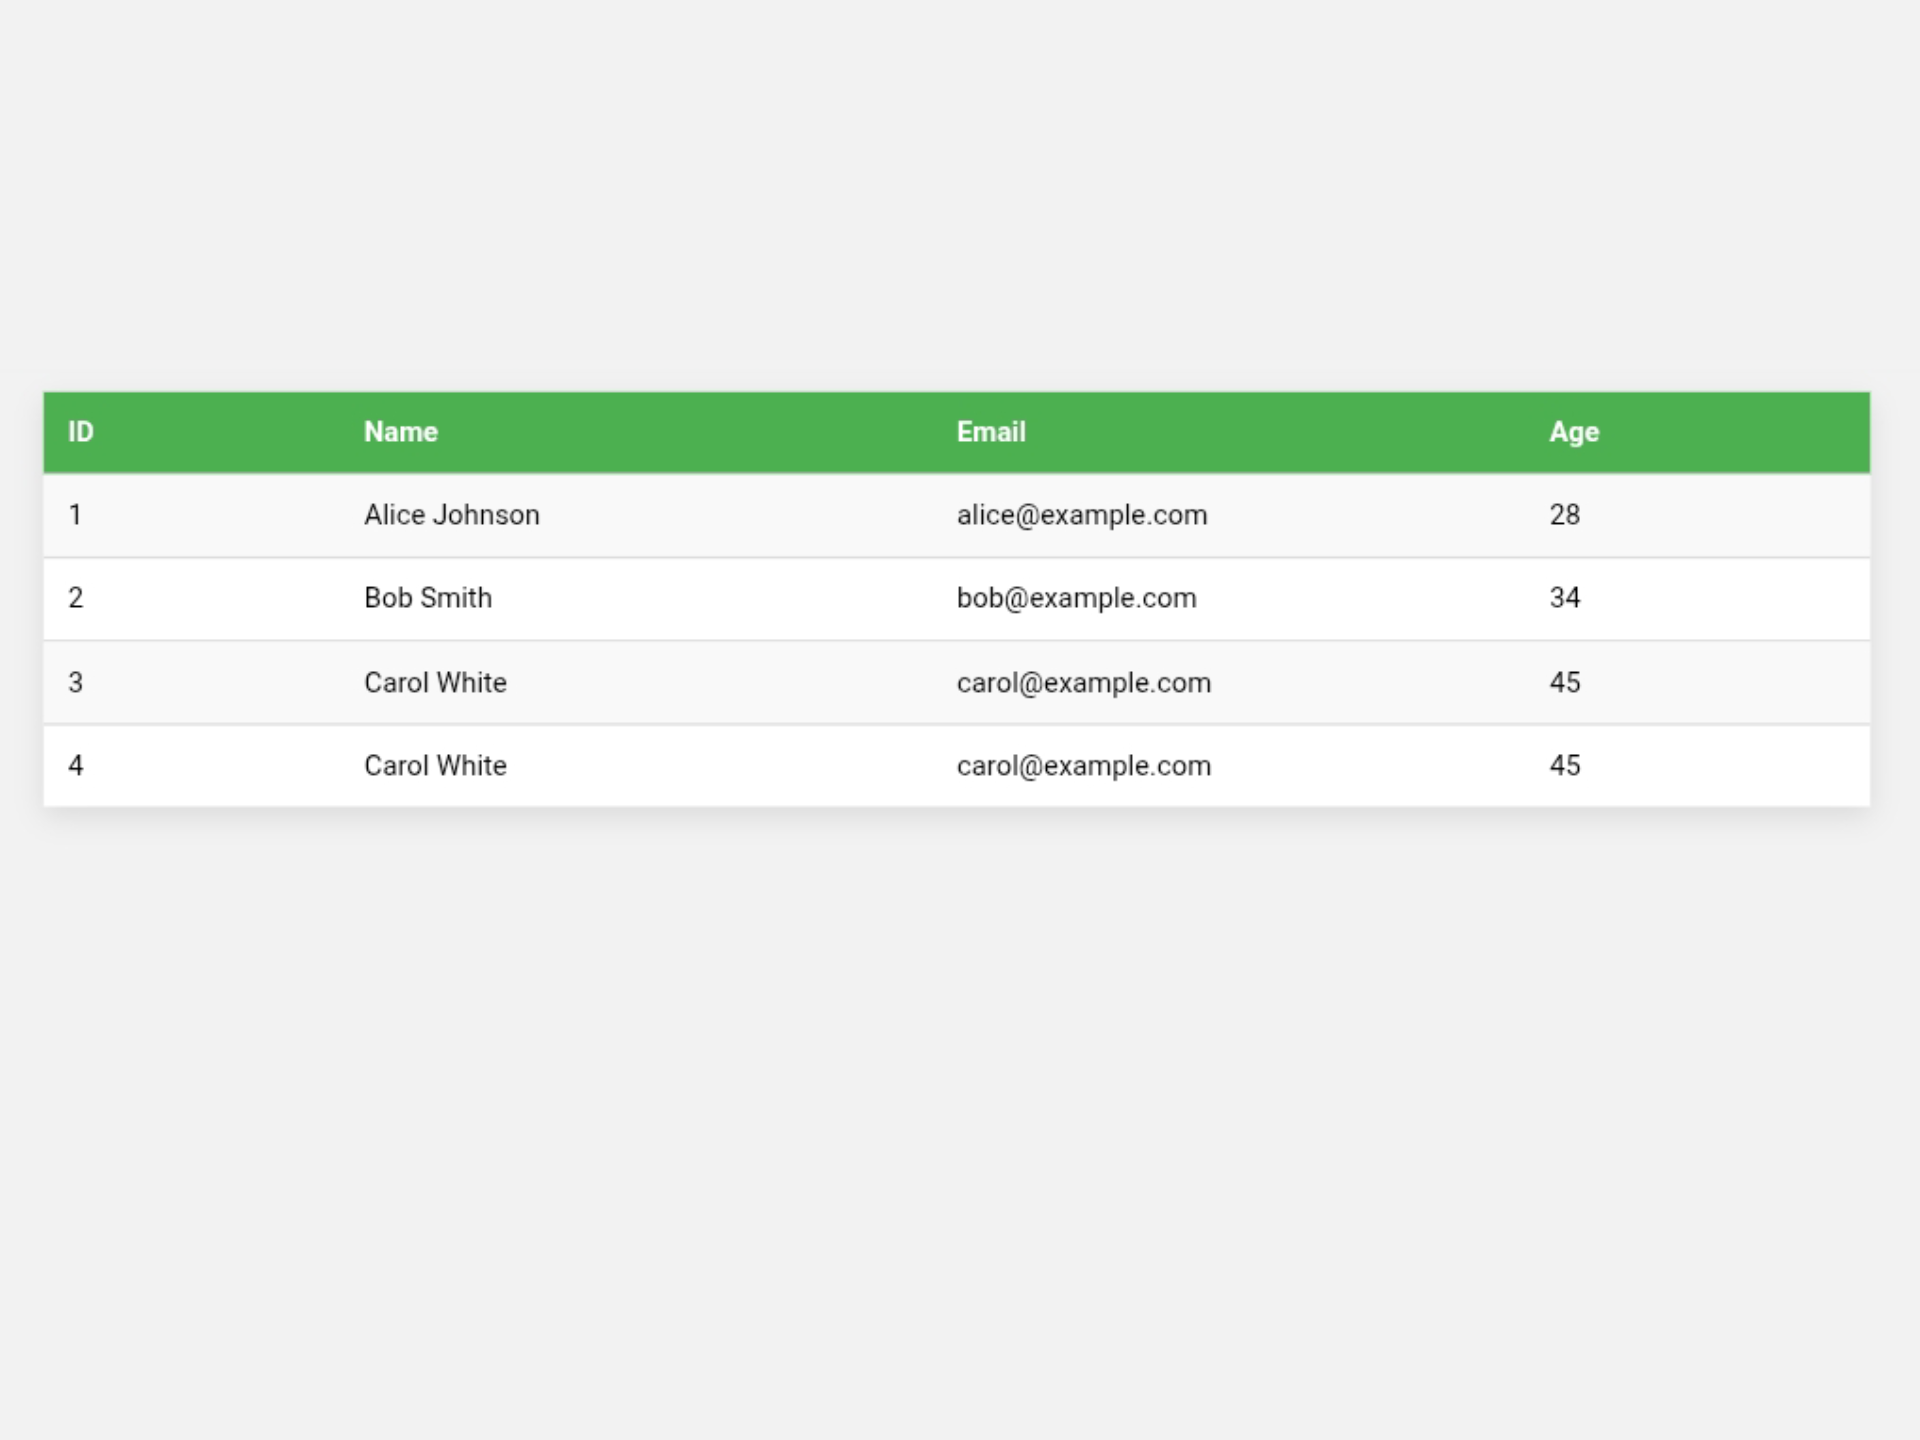 ID Name Email Age
1 Alice Johnson alice@example.com 28
2 Bob Smith bob@example.com 34
3 Carol White carol@example.com 45
4 Carol White carol@example.com 45